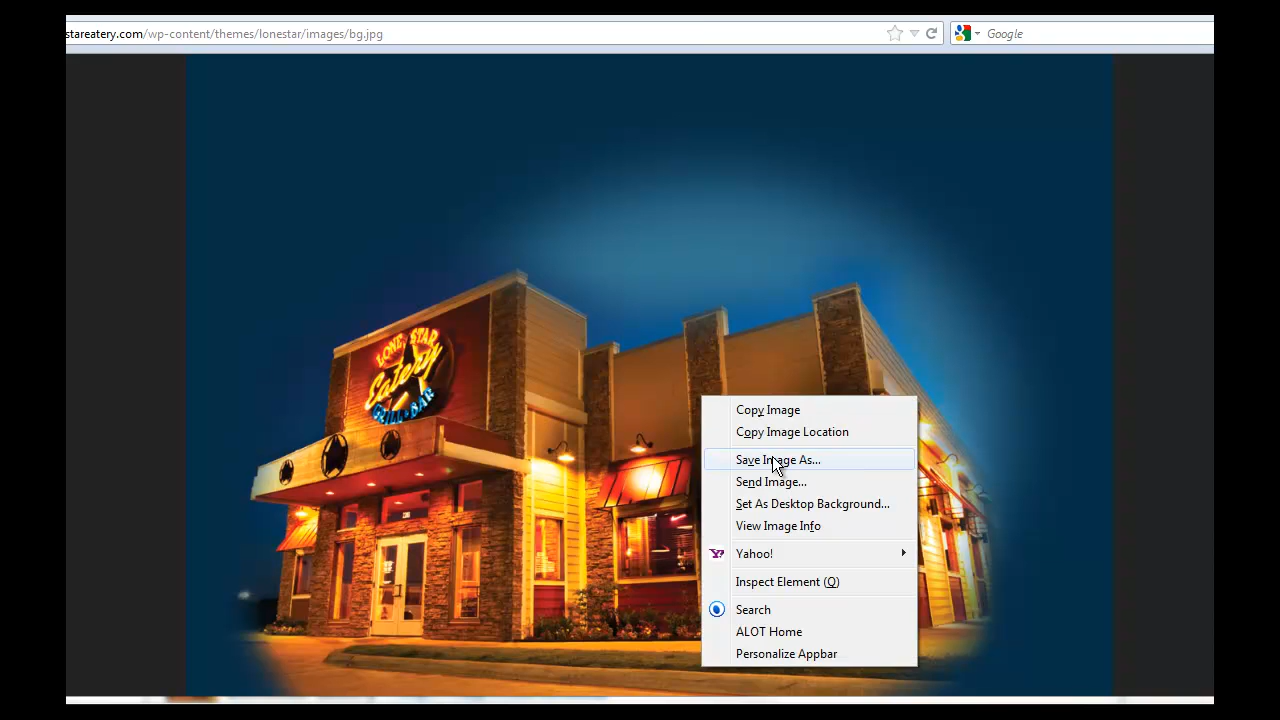 stareatery.com/wp-content/themes/lonestar/images/bg.jpg
Google
LONE STAR
Eatery
GRILL & BAR
Copy Image
Copy Image Location
Save Image As...
Send Image...
Set As Desktop Background...
View Image Info
Yahoo!
Inspect Element (Q)
Search
ALOT Home
Personalize Appbar